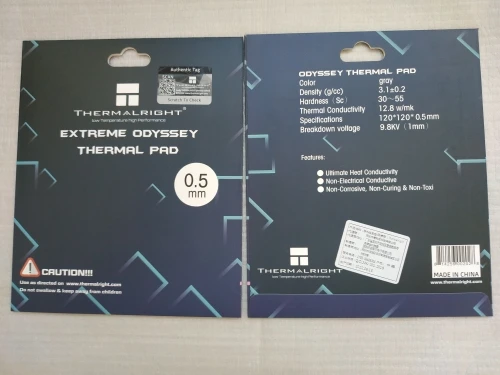 Authentic Tag
Scratch To Check
THERMALRIGHT®
low Temperature high Performance
EXTREME ODYSSEY
THERMAL PAD
0.5
mm
CAUTION!!!
Use as directed on www.thermalright.com
Do not swallow & keep away from children
ODYSSEY THERMAL PAD
Color gray
Density (g/cc) 3.1±0.2
Hardness (Sc) 30~55
Thermal Conductivity 12.8 w/mk
Specifications 120*120*0.5mm
Breakdown voltage 9.8KV (1mm)
Features:
Ultimate Heat Conductivity
Non-Electrical Conductive
Non-Corrosive, Non-Curing & Non-Toxi
THERMALRIGHT
low Temperature high Performance
MADE IN CHINA
www.thermalright.com